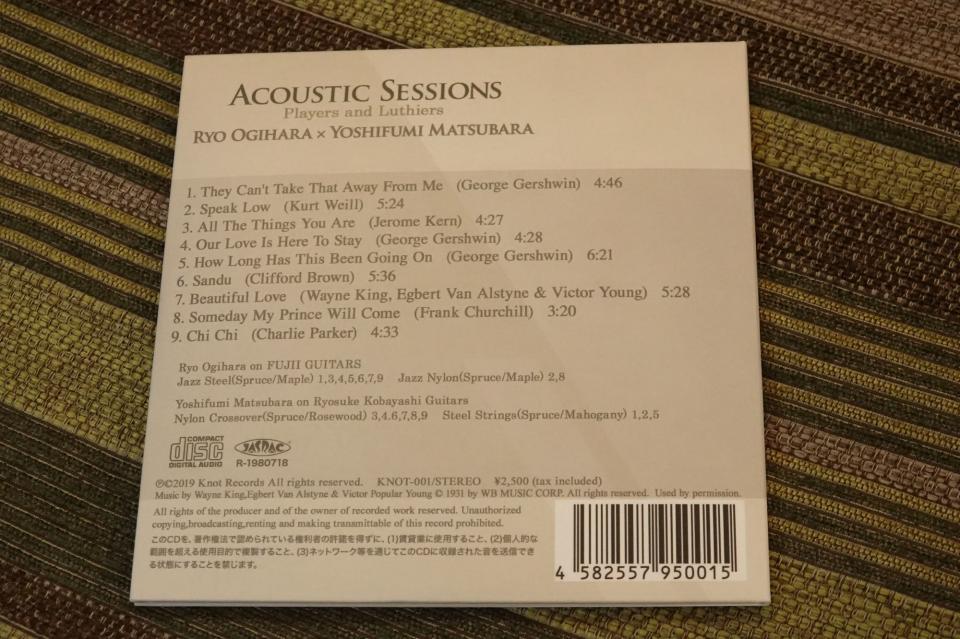 ACOUSTIC SESSIONS
Players and Luthiers
RYO OGIHARA × YOSHIFUMI MATSUBARA
1. They Can't Take That Away From Me (George Gershwin) 4:46
2. Speak Low (Kurt Weill) 5:24
3. All The Things You Are (Jerome Kern) 4:27
4. Our Love Is Here To Stay (George Gershwin) 4:28
5. How Long Has This Been Going On (George Gershwin) 6:21
6. Sandu (Clifford Brown) 5:36
7. Beautiful Love (Wayne King, Egbert Van Alstyne & Victor Young) 5:28
8. Someday My Prince Will Come (Frank Churchill) 3:20
9. Chi Chi (Charlie Parker) 4:33
Ryo Ogihara on FUJII GUITARS
Jazz Steel(Spruce/Maple) 1,3,4,5,6,7,9 Jazz Nylon(Spruce/Maple) 2,8
Yoshifumi Matsubara on Ryosuke Kobayashi Guitars
Nylon Crossover(Spruce/Rosewood) 3,4,6,7,8,9 Steel Strings(Spruce/Mahogany) 1,2,5
COMPACT disc DIGITAL AUDIO
JASRAC
R-1980718
℗©2019 Knot Records All rights reserved. KNOT-001/STEREO ¥2,500 (tax included)
Music by Wayne King,Egbert Van Alstyne & Victor Popular Young © 1931 by WB MUSIC CORP. All rights reserved. Used by permission.
All rights of the producer and of the owner of recorded work reserved. Unauthorized
copying,broadcasting,renting and making transmittable of this record prohibited.
このCDを、著作権法で認められている権利者の許諾を得ずに、(1)賃貸業に使用すること、(2)個人的な
範囲を超える使用目的で複製すること、(3)ネットワーク等を通じてこのCDに収録された音を送信でき
る状態にすることを禁じます。
4 582557 950015